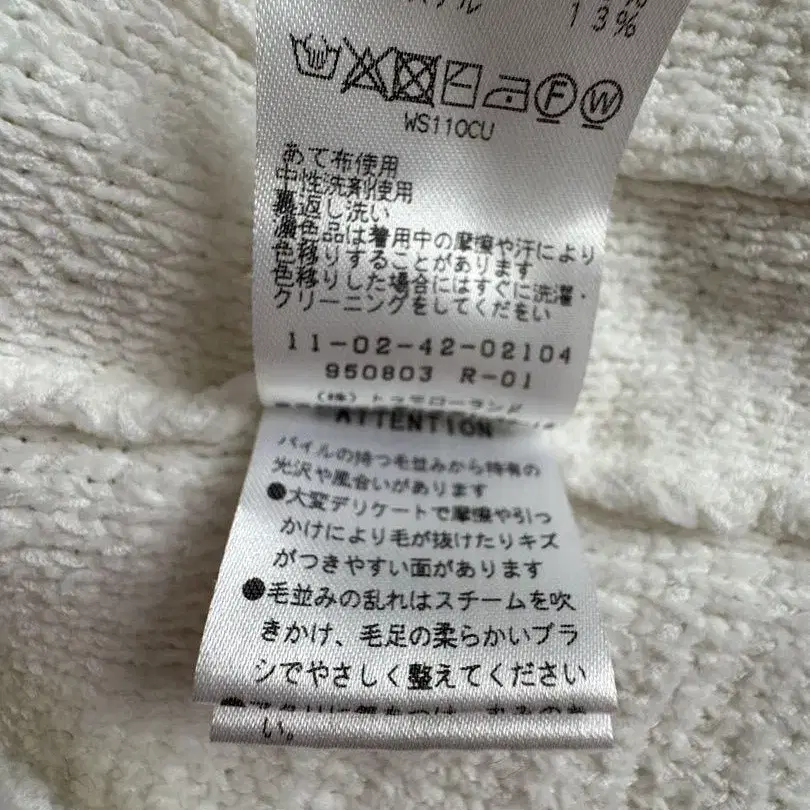 13%
F W
WS110CU
あて布使用
中性洗剤使用
裏返し洗い
濃色品は着用中の摩擦や汗により
色移りすることがあります
色移りした場合にはすぐに洗濯・
クリーニングをしてください
11-02-42-02104
950803 R-01
ATTENTION
パイルの持つ毛並みから特有の
光沢や風合いがあります
●大変デリケートで摩擦や引っ
かけにより毛が抜けたりキズ
がつきやすい面があります
●毛並みの乱れはスチームを吹
きかけ、毛足の柔らかいブラ
シでやさしく整えてください
い。